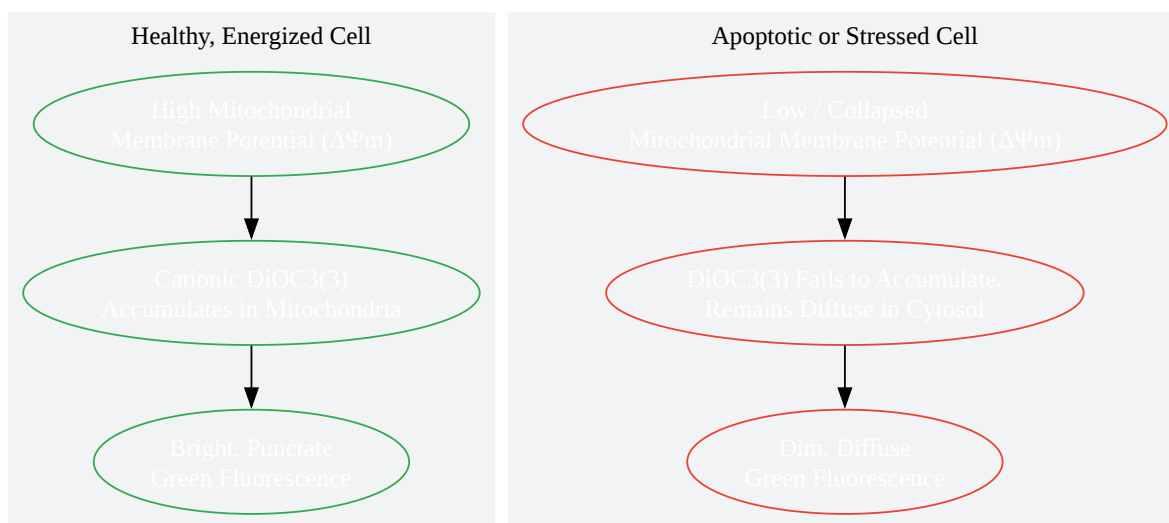 Healthy, Energized Cell
High Mitochondrial
Membrane Potential (ΔΨm)
Cationic DiOC3(3)
Accumulates in Mitochondria
Bright, Punctate
Green Fluorescence
Apoptotic or Stressed Cell
Low / Collapsed
Mitochondrial Membrane Potential (ΔΨm)
DiOC3(3) Fails to Accumulate,
Remains Diffuse in Cytosol
Dim, Diffuse
Green Fluorescence